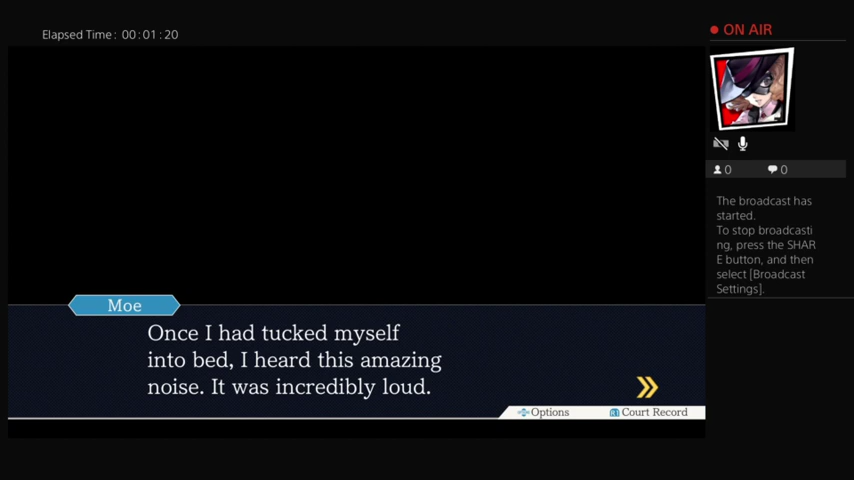 Elapsed Time: 00:01:20
ON AIR
0 0
The broadcast has
started.
To stop broadcasti
ng, press the SHAR
E button, and then
select [Broadcast
Settings].
Moe
Once I had tucked myself
into bed, I heard this amazing
noise. It was incredibly loud.
Options Court Record